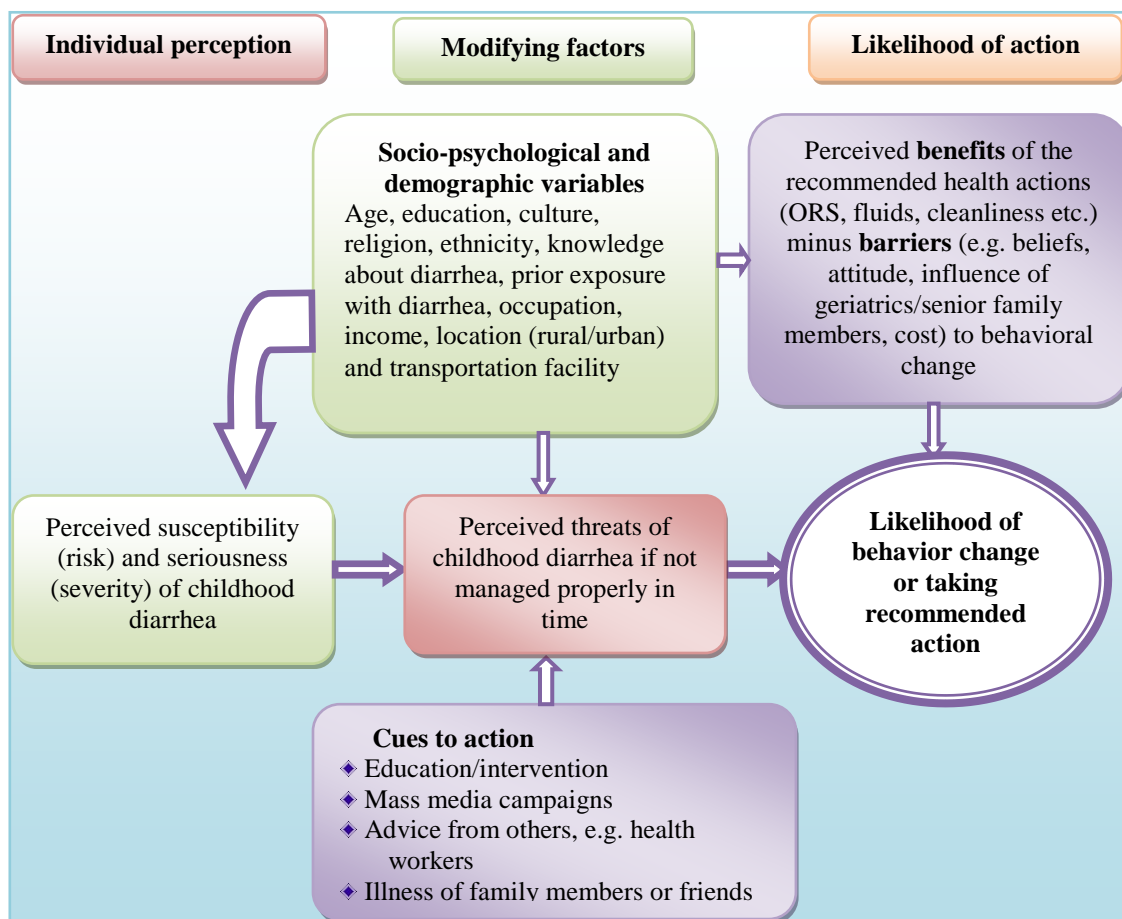 Individual perception
Modifying factors
Likelihood of action
Socio-psychological and
demographic variables
Age, education, culture,
religion, ethnicity, knowledge
about diarrhea, prior exposure
with diarrhea, occupation,
income, location (rural/urban)
and transportation facility
Perceived benefits of the
recommended health actions
(ORS, fluids, cleanliness etc.)
minus barriers (e.g. beliefs,
attitude, influence of
geriatrics/senior family
members, cost) to behavioral
change
Perceived susceptibility
(risk) and seriousness
(severity) of childhood
diarrhea
Perceived threats of
childhood diarrhea if not
managed properly in
time
Likelihood of
behavior change
or taking
recommended
action
Cues to action
Education/intervention
Mass media campaigns
Advice from others, e.g. health
workers
Illness of family members or friends